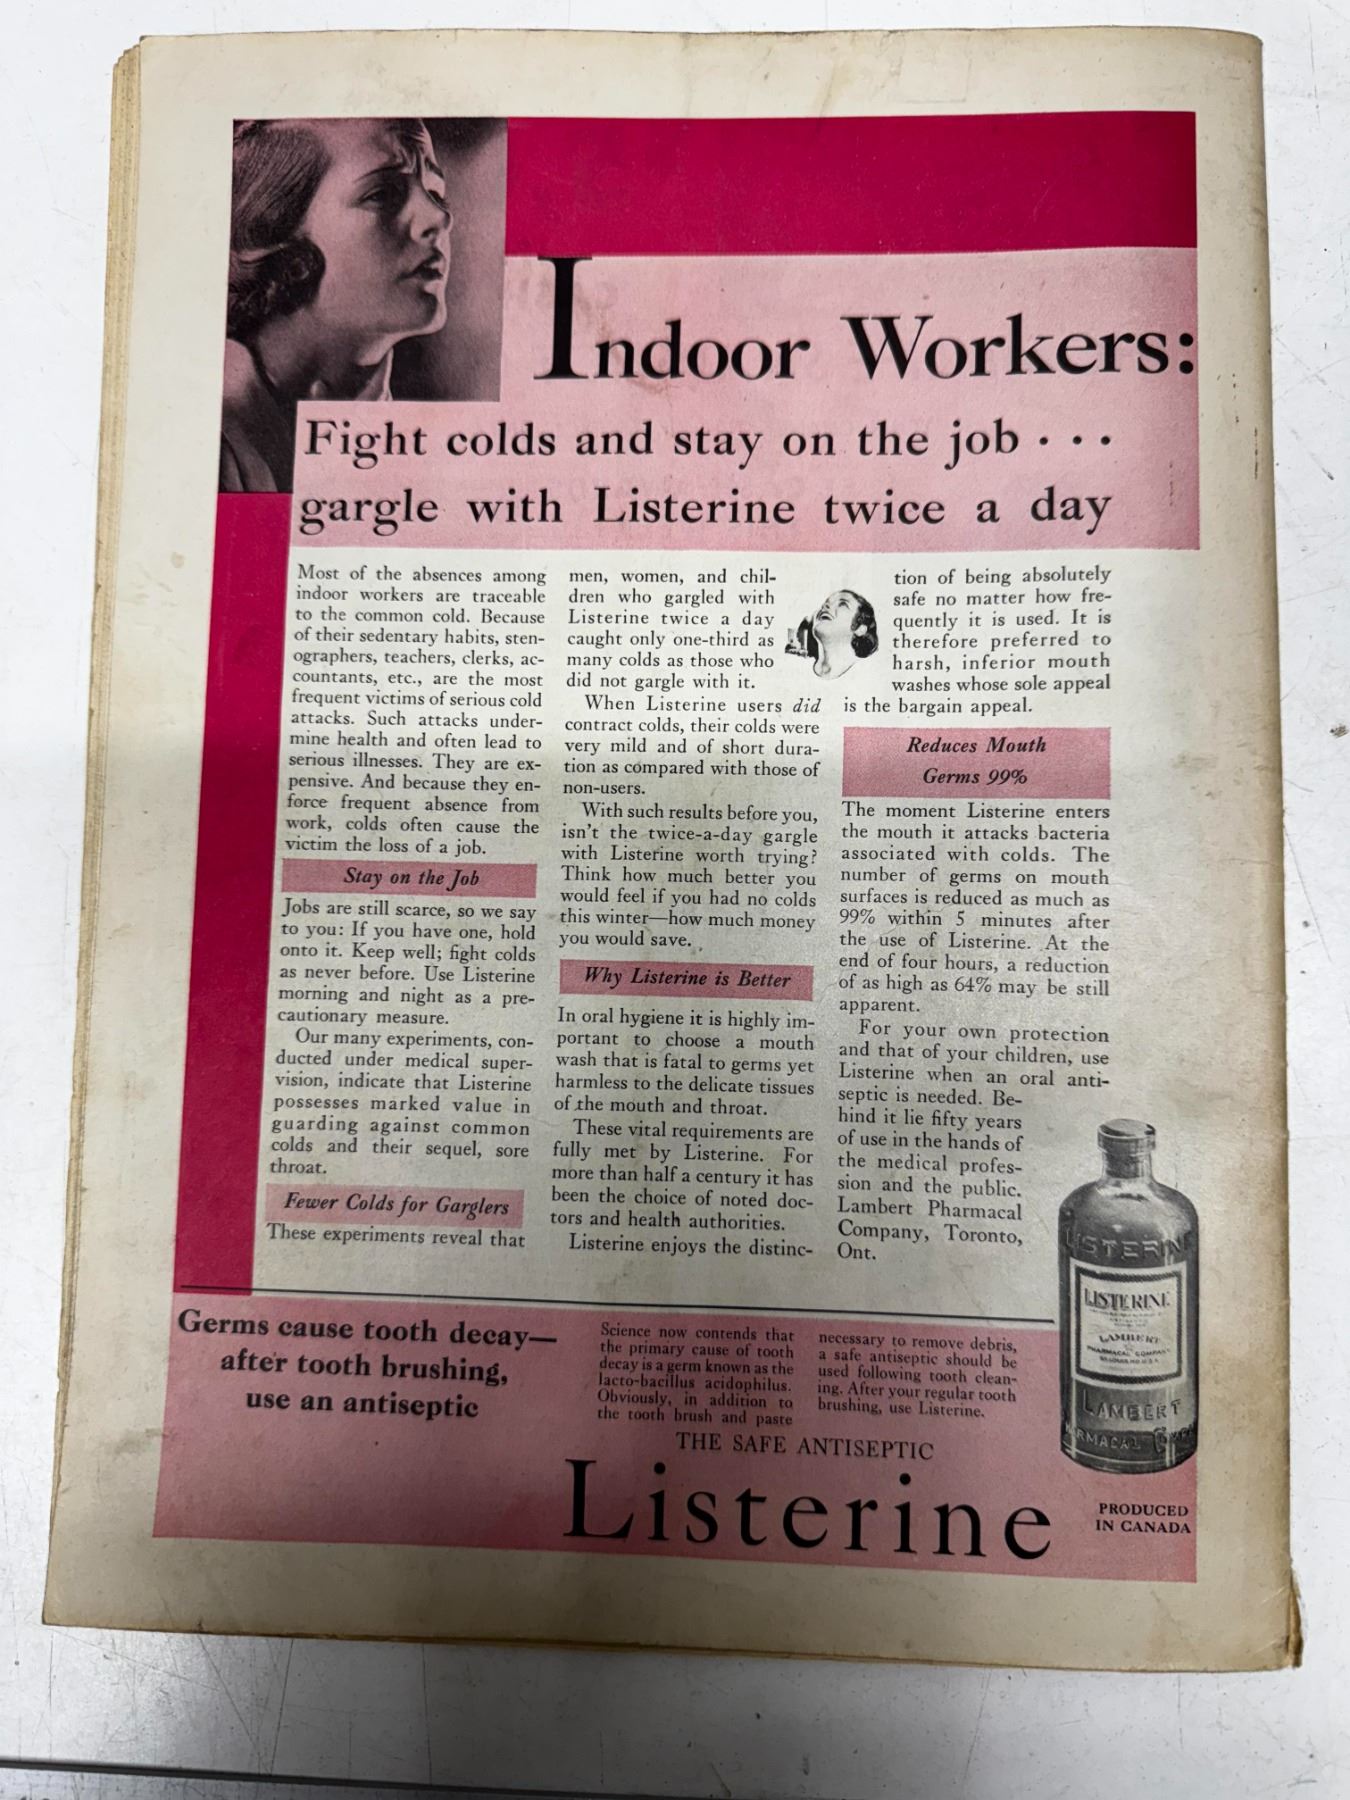 Indoor Workers:
Fight colds and stay on the job · · ·
gargle with Listerine twice a day
Most of the absences among
indoor workers are traceable
to the common cold. Because
of their sedentary habits, sten-
ographers, teachers, clerks, ac-
countants, etc., are the most
frequent victims of serious cold
attacks. Such attacks under-
mine health and often lead to
serious illnesses. They are ex-
pensive. And because they en-
force frequent absence from
work, colds often cause the
victim the loss of a job.
Stay on the Job
Jobs are still scarce, so we say
to you: If you have one, hold
onto it. Keep well; fight colds
as never before. Use Listerine
morning and night as a pre-
cautionary measure.
Our many experiments, con-
ducted under medical super-
vision, indicate that Listerine
possesses marked value in
guarding against common
colds and their sequel, sore
throat.
Fewer Colds for Garglers
These experiments reveal that
men, women, and chil-
dren who gargled with
Listerine twice a day
caught only one-third as
many colds as those who
did not gargle with it.
When Listerine users did
contract colds, their colds were
very mild and of short dura-
tion as compared with those of
non-users.
With such results before you,
isn't the twice-a-day gargle
with Listerine worth trying?
Think how much better you
would feel if you had no colds
this winter—how much money
you would save.
Why Listerine is Better
In oral hygiene it is highly im-
portant to choose a mouth
wash that is fatal to germs yet
harmless to the delicate tissues
of the mouth and throat.
These vital requirements are
fully met by Listerine. For
more than half a century it has
been the choice of noted doc-
tors and health authorities.
Listerine enjoys the distinc-
tion of being absolutely
safe no matter how fre-
quently it is used. It is
therefore preferred to
harsh, inferior mouth
washes whose sole appeal
is the bargain appeal.
Reduces Mouth
Germs 99%
The moment Listerine enters
the mouth it attacks bacteria
associated with colds. The
number of germs on mouth
surfaces is reduced as much as
99% within 5 minutes after
the use of Listerine. At the
end of four hours, a reduction
of as high as 64% may be still
apparent.
For your own protection
and that of your children, use
Listerine when an oral anti-
septic is needed. Be-
hind it lie fifty years
of use in the hands of
the medical profes-
sion and the public.
Lambert Pharmacal
Company, Toronto,
Ont.
LISTERINE
LISTERINE
LAMBERT
PHARMACAL COMPANY
LAMBERT
Germs cause tooth decay—
after tooth brushing,
use an antiseptic
Science now contends that
the primary cause of tooth
decay is a germ known as the
lacto-bacillus acidophilus.
Obviously, in addition to
the tooth brush and paste
necessary to remove debris,
a safe antiseptic should be
used following tooth clean-
ing. After your regular tooth
brushing, use Listerine.
THE SAFE ANTISEPTIC
Listerine
PRODUCED
IN CANADA